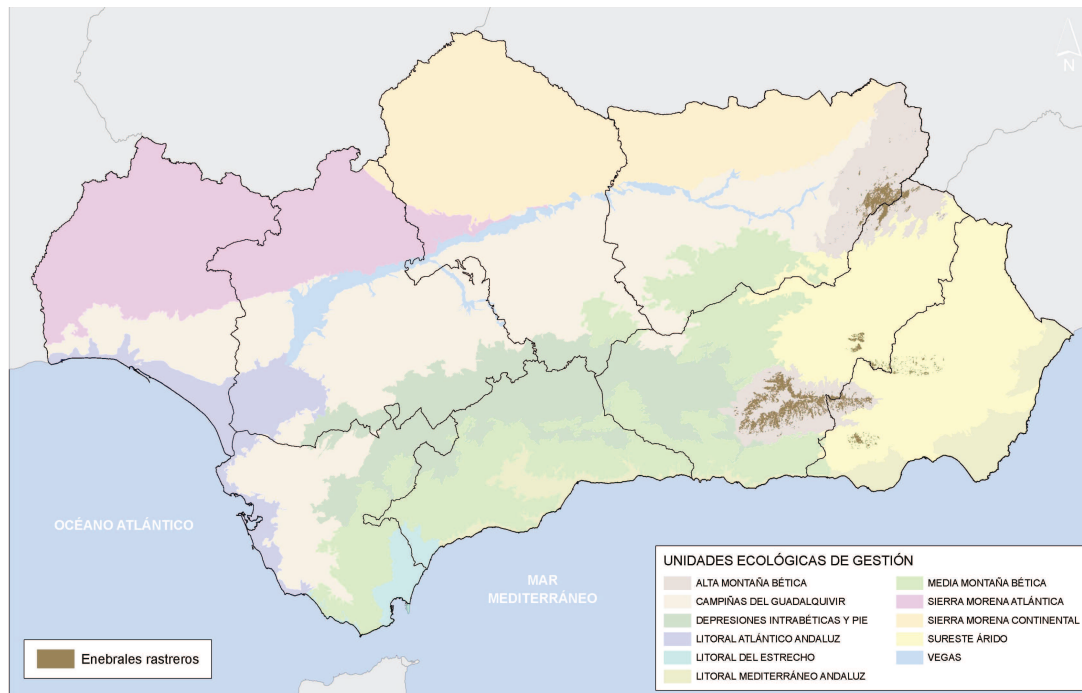 N
OCÉANO ATLÁNTICO
MAR
MEDITERRÁNEO
Enebrales rastreros
UNIDADES ECOLÓGICAS DE GESTIÓN
ALTA MONTAÑA BÉTICA
CAMPIÑAS DEL GUADALQUIVIR
DEPRESIONES INTRABÉTICAS Y PIE
LITORAL ATLÁNTICO ANDALUZ
LITORAL DEL ESTRECHO
LITORAL MEDITERRÁNEO ANDALUZ
MEDIA MONTAÑA BÉTICA
SIERRA MORENA ATLÁNTICA
SIERRA MORENA CONTINENTAL
SURESTE ÁRIDO
VEGAS